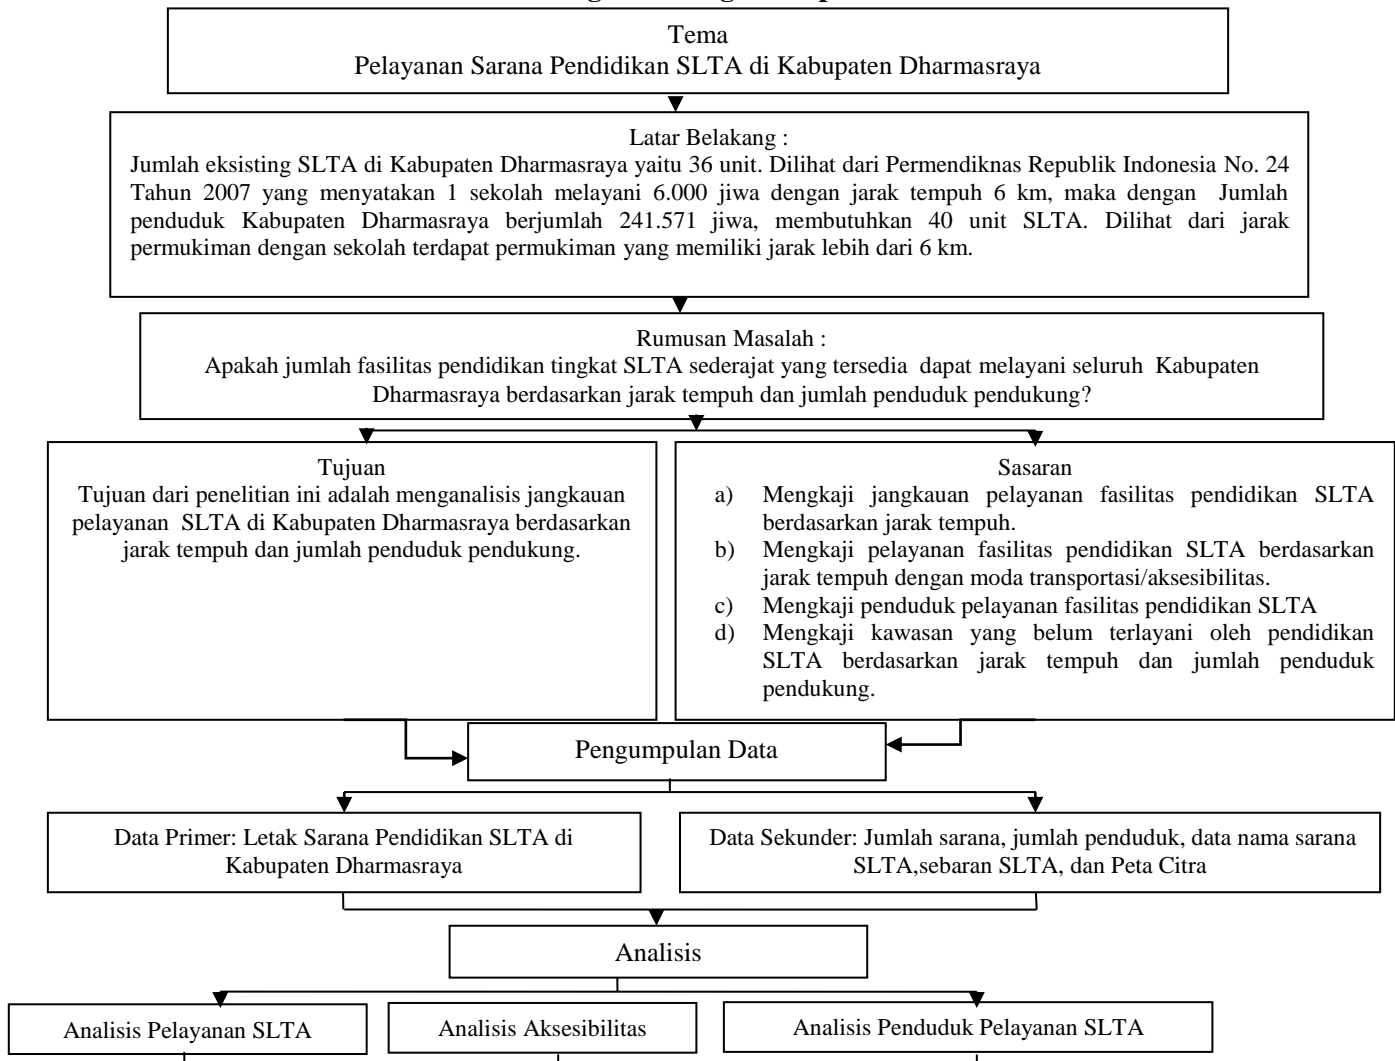 Tema
Pelayanan Sarana Pendidikan SLTA di Kabupaten Dharmasraya
Latar Belakang :
Jumlah eksisting SLTA di Kabupaten Dharmasraya yaitu 36 unit. Dilihat dari Permendiknas Republik Indonesia No. 24
Tahun 2007 yang menyatakan 1 sekolah melayani 6.000 jiwa dengan jarak tempuh 6 km, maka dengan Jumlah
penduduk Kabupaten Dharmasraya berjumlah 241.571 jiwa, membutuhkan 40 unit SLTA. Dilihat dari jarak
permukiman dengan sekolah terdapat permukiman yang memiliki jarak lebih dari 6 km.
Rumusan Masalah :
Apakah jumlah fasilitas pendidikan tingkat SLTA sederajat yang tersedia dapat melayani seluruh Kabupaten
Dharmasraya berdasarkan jarak tempuh dan jumlah penduduk pendukung?
Tujuan
Tujuan dari penelitian ini adalah menganalisis jangkauan
pelayanan SLTA di Kabupaten Dharmasraya berdasarkan
jarak tempuh dan jumlah penduduk pendukung.
Sasaran
a) Mengkaji jangkauan pelayanan fasilitas pendidikan SLTA
berdasarkan jarak tempuh.
b) Mengkaji pelayanan fasilitas pendidikan SLTA berdasarkan
jarak tempuh dengan moda transportasi/aksesibilitas.
c) Mengkaji penduduk pelayanan fasilitas pendidikan SLTA
d) Mengkaji kawasan yang belum terlayani oleh pendidikan
SLTA berdasarkan jarak tempuh dan jumlah penduduk
pendukung.
Pengumpulan Data
Data Primer: Letak Sarana Pendidikan SLTA di
Kabupaten Dharmasraya
Data Sekunder: Jumlah sarana, jumlah penduduk, data nama sarana
SLTA,sebaran SLTA, dan Peta Citra
Analisis
Analisis Pelayanan SLTA
Analisis Aksesibilitas
Analisis Penduduk Pelayanan SLTA